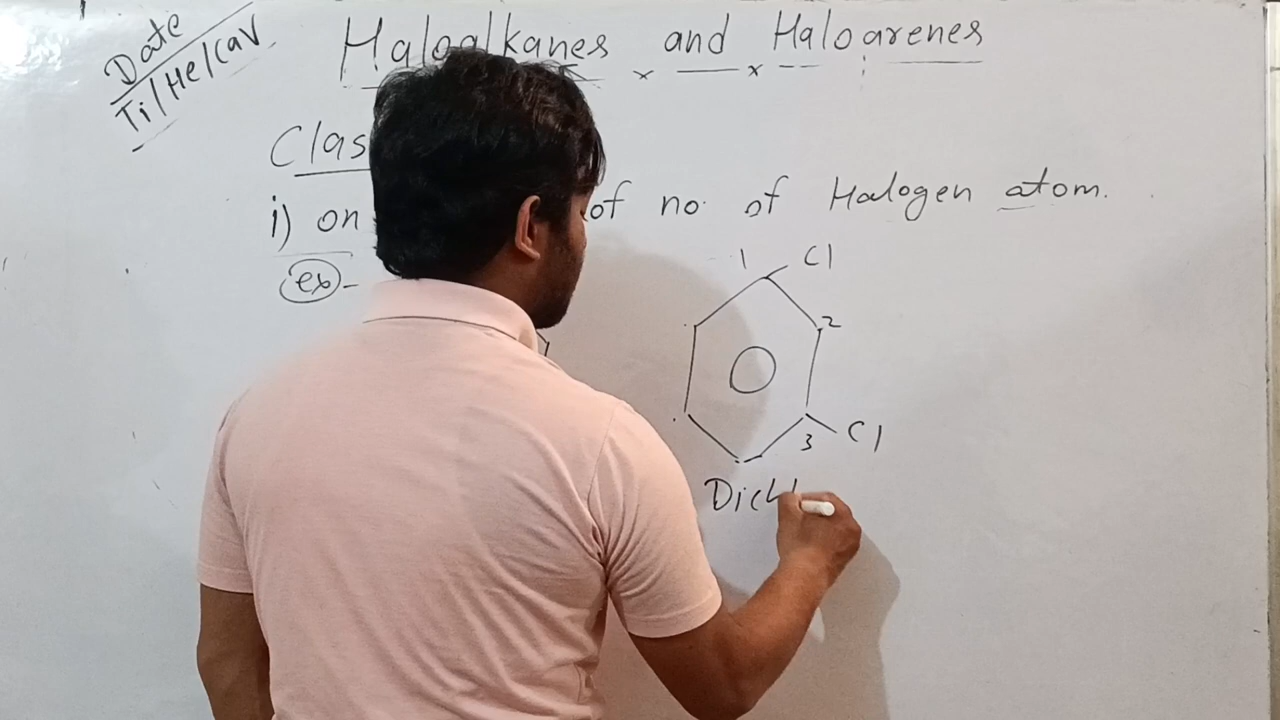 Date
Ti/He/Cav
Haloalkanes and Haloarenes
Clas
i) on of no. of Halogen atom.
ex -
1 Cl
2
3 Cl
Dich